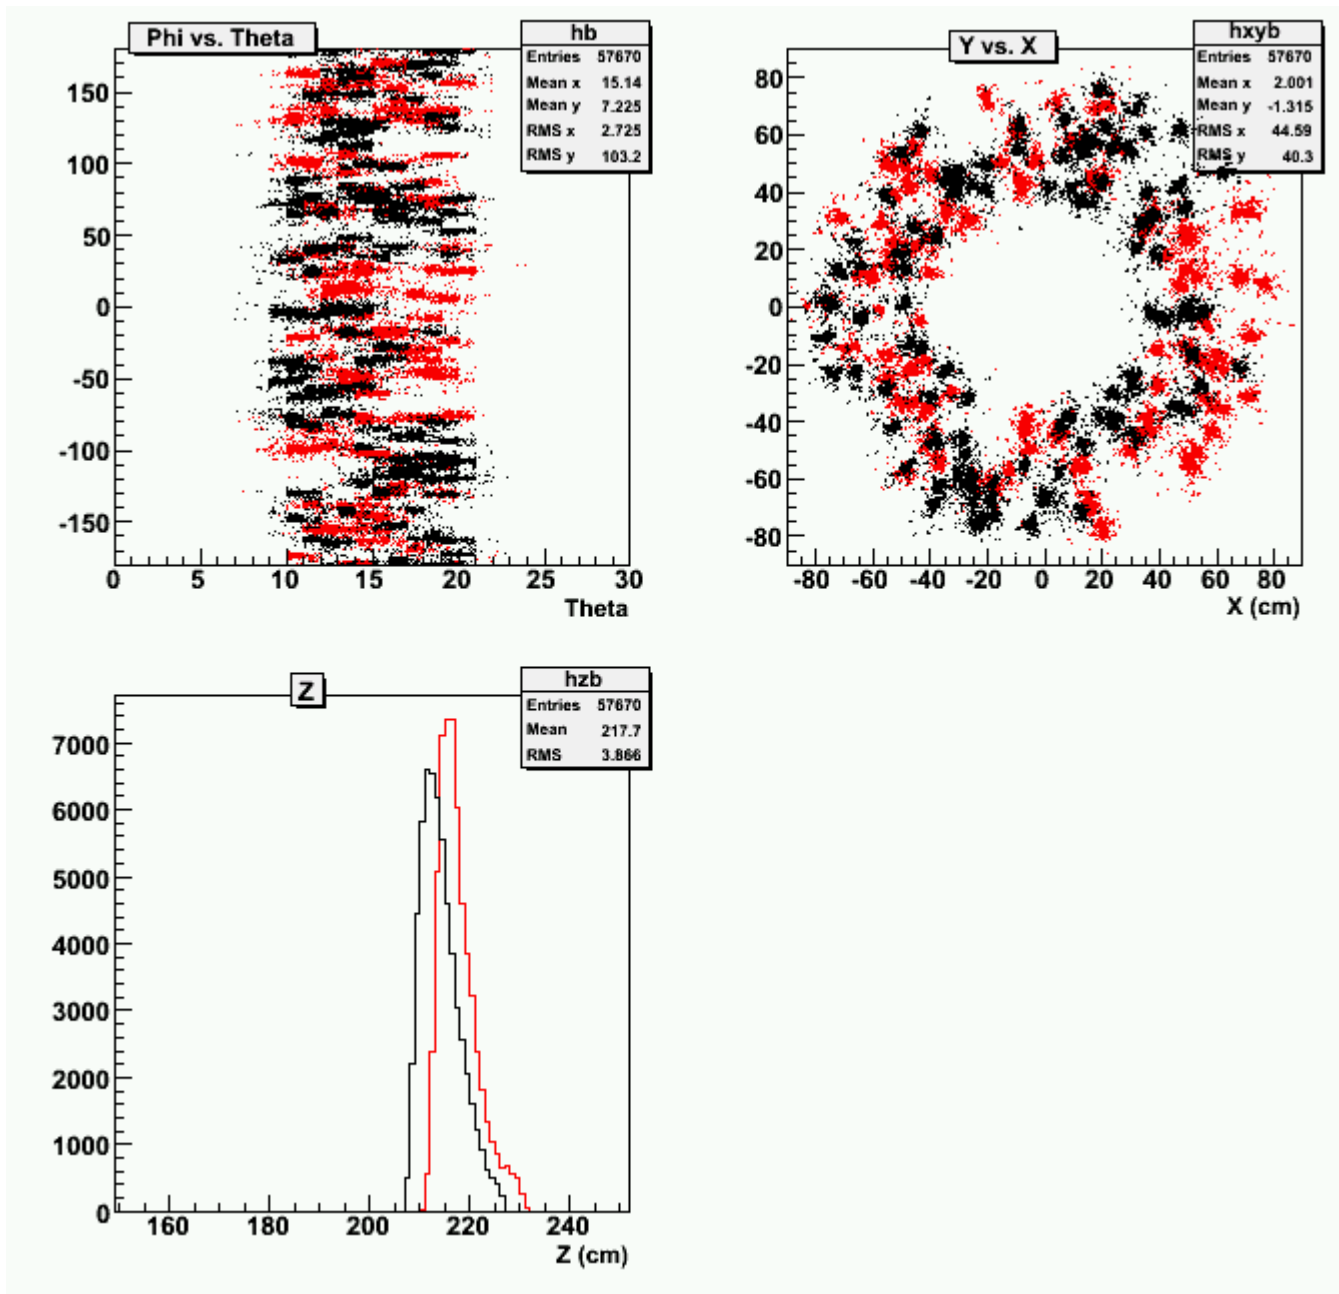 Phi vs. Theta
hb
Entries 57670
Mean x 15.14
Mean y 7.225
RMS x 2.725
RMS y 103.2
150
100
50
0
-50
-100
-150
0 5 10 15 20 25 30
Theta
Y vs. X
hxyb
Entries 57670
Mean x 2.001
Mean y -1.315
RMS x 44.59
RMS y 40.3
80
60
40
20
0
-20
-40
-60
-80
-80 -60 -40 -20 0 20 40 60 80
X (cm)
Z
hzb
Entries 57670
Mean 217.7
RMS 3.866
7000
6000
5000
4000
3000
2000
1000
0
160 180 200 220 240
Z (cm)